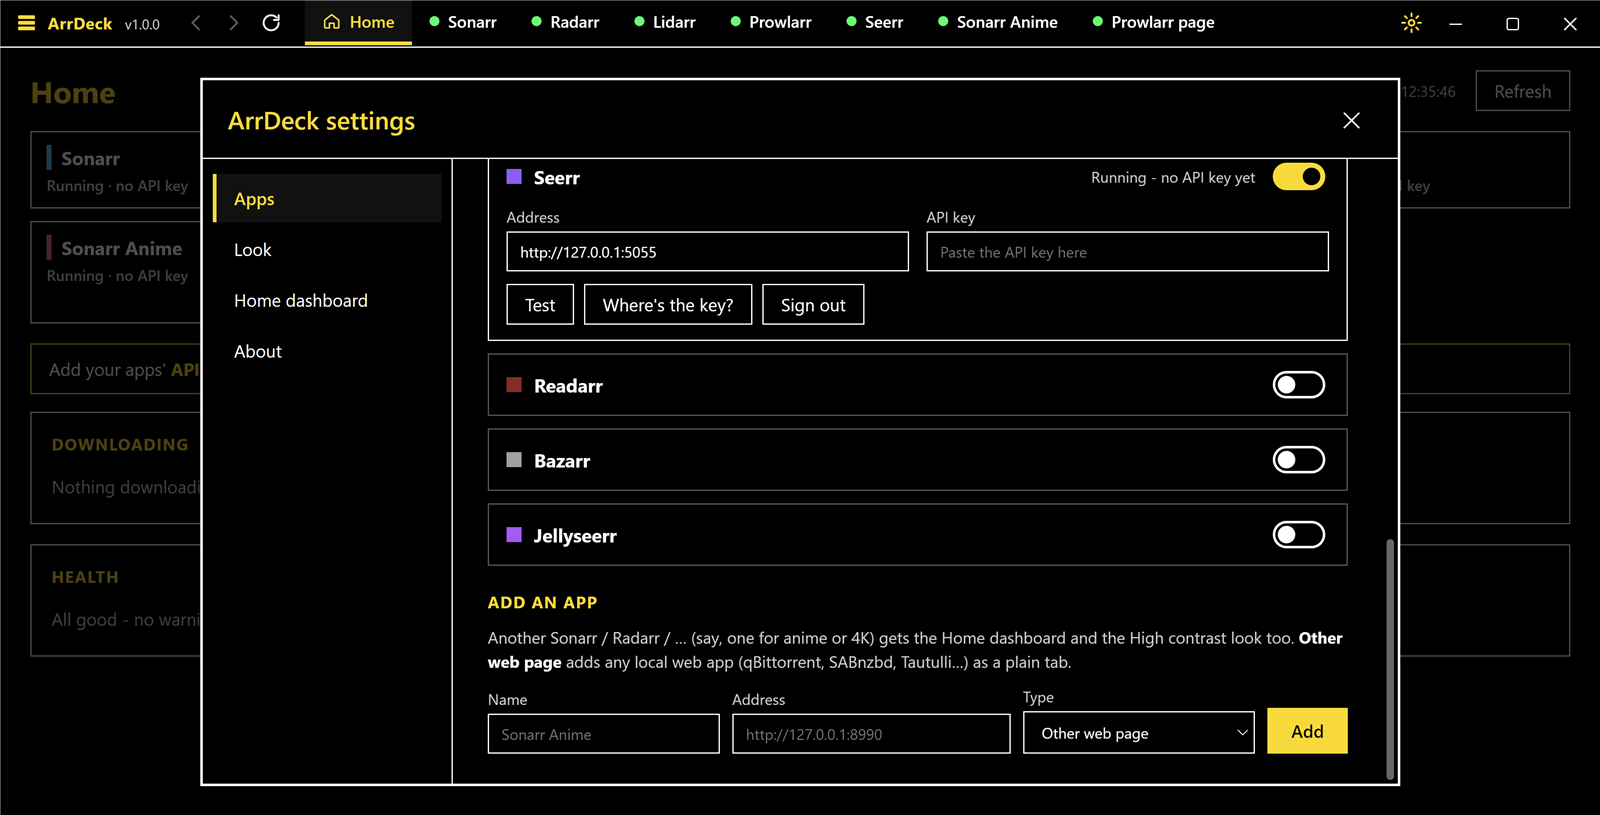 ArrDeck v1.0.0
Home
Sonarr
Radarr
Lidarr
Prowlarr
Seerr
Sonarr Anime
Prowlarr page
Home
12:35:46
Refresh
Sonarr
Running · no API key
key
Sonarr Anime
Running · no API key
Add your apps' API
DOWNLOADING
Nothing downloadi
HEALTH
All good - no warni
ArrDeck settings
Apps
Look
Home dashboard
About
Seerr
Running - no API key yet
Address
API key
http://127.0.0.1:5055
Paste the API key here
Test
Where's the key?
Sign out
Readarr
Bazarr
Jellyseerr
ADD AN APP
Another Sonarr / Radarr / ... (say, one for anime or 4K) gets the Home dashboard and the High contrast look too. Other
web page adds any local web app (qBittorrent, SABnzbd, Tautulli...) as a plain tab.
Name
Address
Type
Sonarr Anime
http://127.0.0.1:8990
Other web page
Add